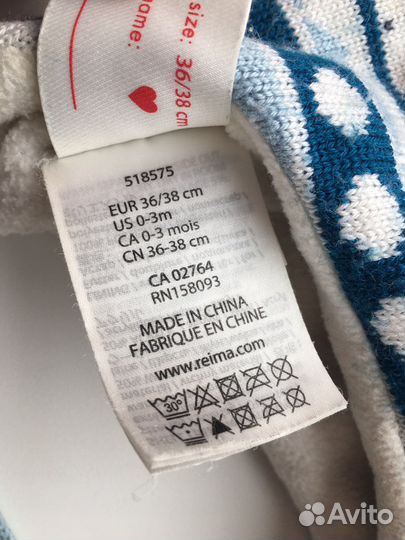 size: 36/38 cm
name:
518575
EUR 36/38 cm
US 0-3m
CA 0-3 mois
CN 36-38 cm
CA 02764
RN158093
MADE IN CHINA
FABRIQUE EN CHINE
www.reima.com
30°
Avito